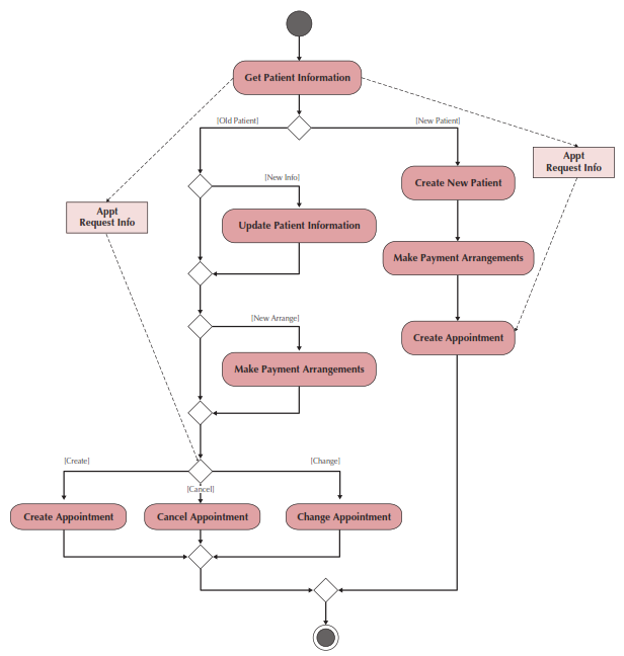 Get Patient Information
[Old Patient]
[New Patient]
Appt
Request Info
[New Info]
Create New Patient
Appt
Request Info
Update Patient Information
Make Payment Arrangements
[New Arrange]
Create Appointment
Make Payment Arrangements
[Create]
[Cancel]
[Change]
Create Appointment
Cancel Appointment
Change Appointment